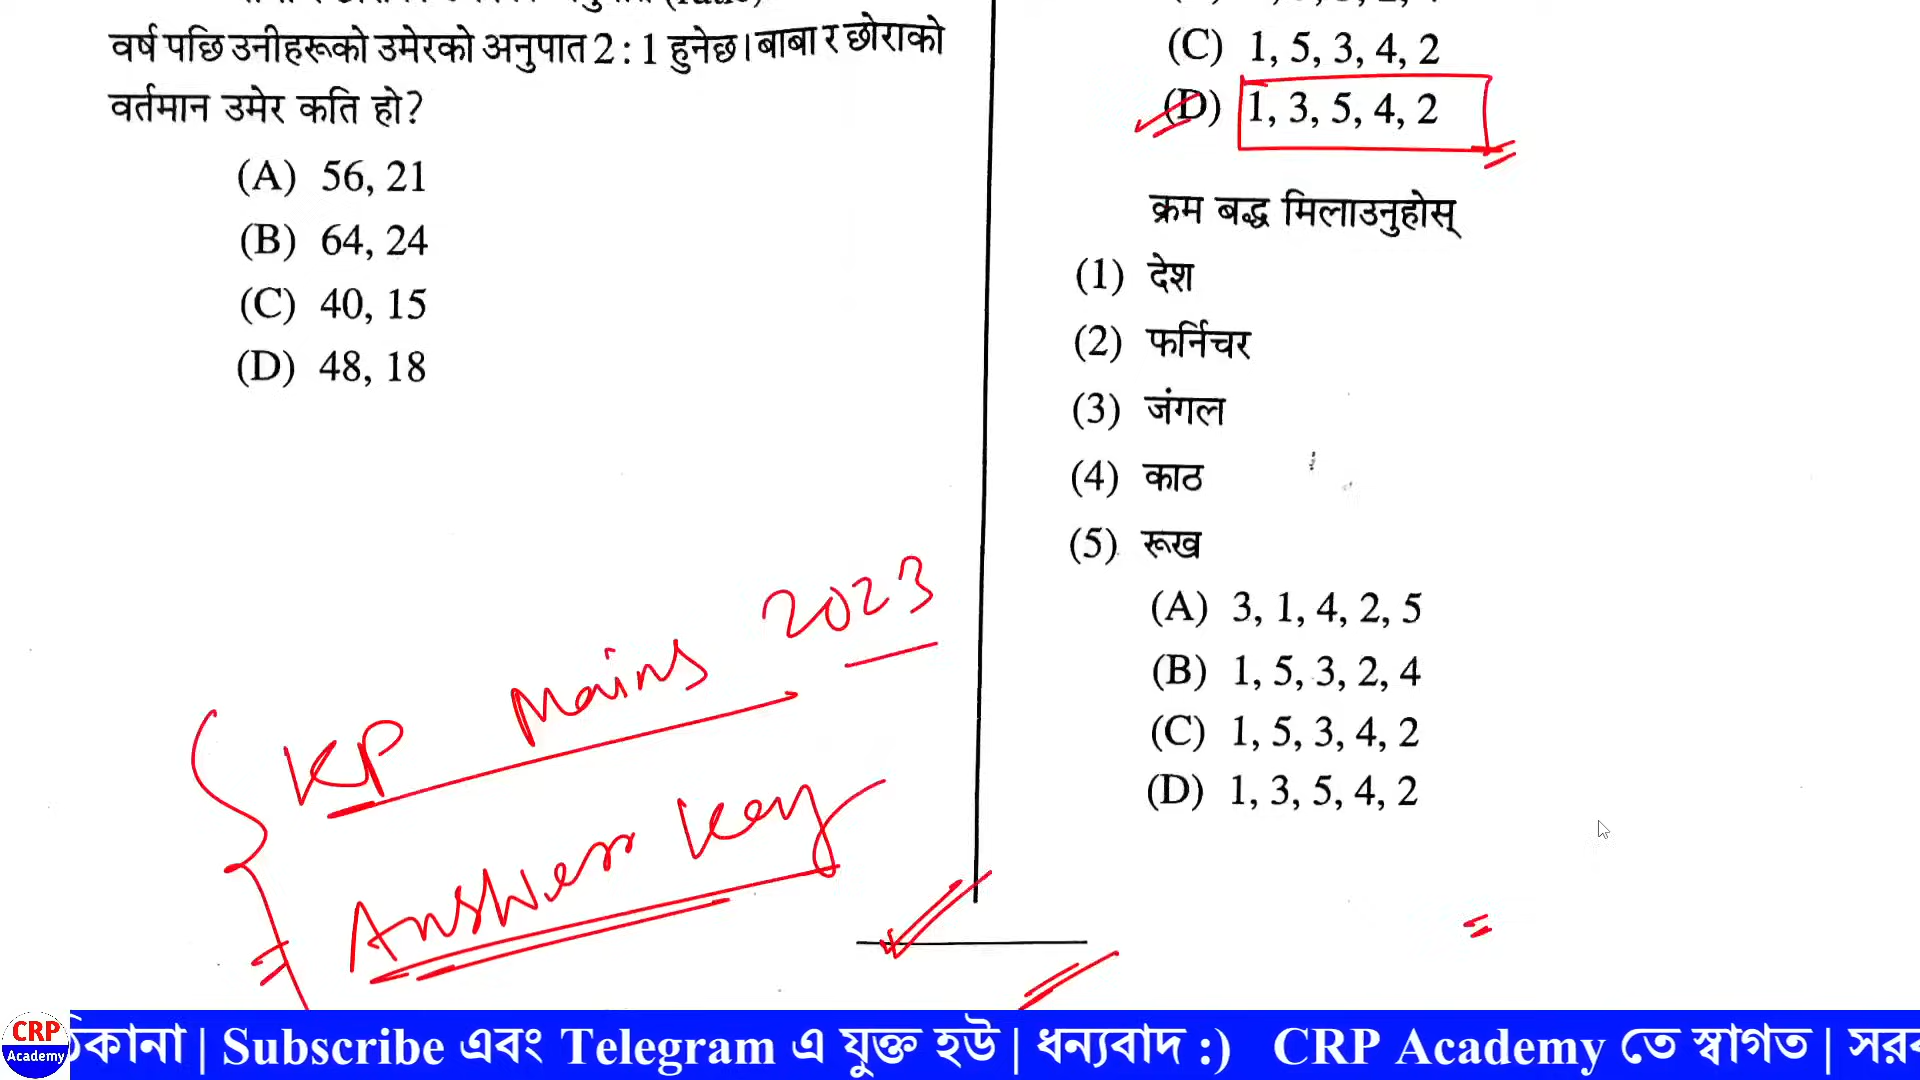 वर्ष पछि उनीहरूको उमेरको अनुपात 2 : 1 हुनेछ। बाबा र छोराको
वर्तमान उमेर कति हो?
(A) 56, 21
(B) 64, 24
(C) 40, 15
(D) 48, 18
KP Mains 2023
Answer Key
(C) 1, 5, 3, 4, 2
(D) 1, 3, 5, 4, 2
क्रम बद्ध मिलाउनुहोस्
(1) देश
(2) फर्निचर
(3) जंगल
(4) काठ
(5) रूख
(A) 3, 1, 4, 2, 5
(B) 1, 5, 3, 2, 4
(C) 1, 5, 3, 4, 2
(D) 1, 3, 5, 4, 2
CRP
Academy
ঠিকানা | Subscribe এবং Telegram এ যুক্ত হউ | ধন্যবাদ :) CRP Academy তে স্বাগত |